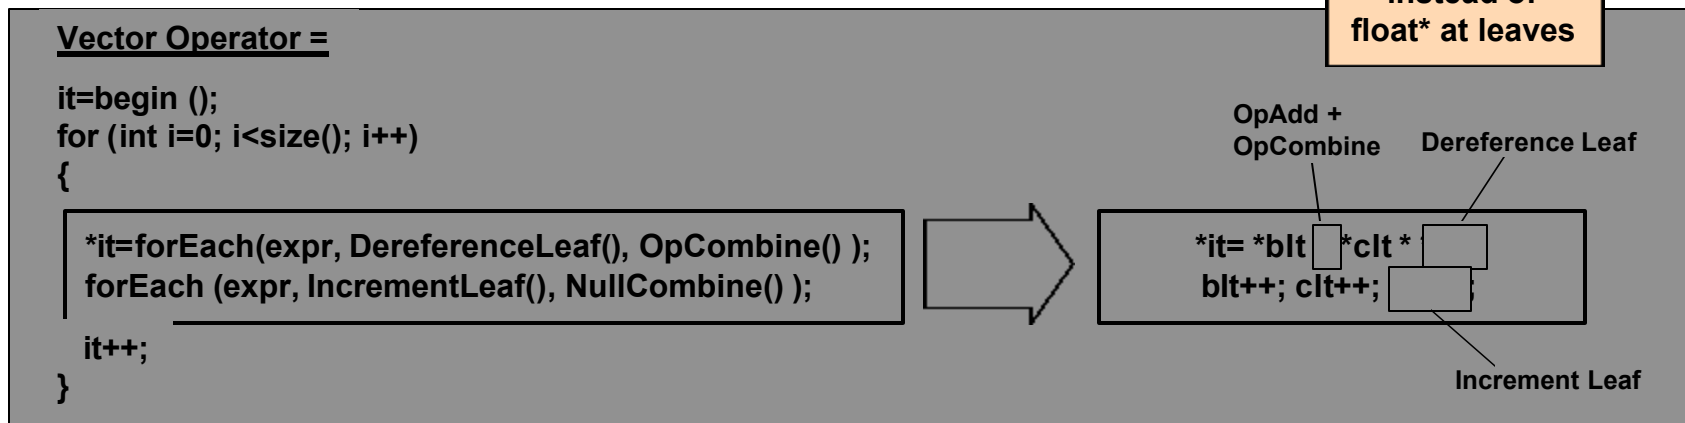 instead of
float* at leaves
Vector Operator =
it=begin ();
for (int i=0; i<size(); i++)
{
*it=forEach(expr, DereferenceLeaf(), OpCombine() );
forEach (expr, IncrementLeaf(), NullCombine() );
it++;
}
OpAdd +
OpCombine
Dereference Leaf
*it= *bIt *cIt *
bIt++; cIt++; ;
Increment Leaf